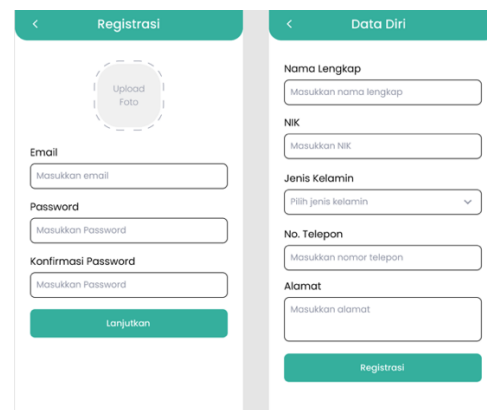 Registrasi
Upload
Foto
Email
Masukkan email
Password
Masukkan Password
Konfirmasi Password
Masukkan Password
Lanjutkan
Data Diri
Nama Lengkap
Masukkan nama lengkap
NIK
Masukkan NIK
Jenis Kelamin
Pilih jenis kelamin
No. Telepon
Masukkan nomor telepon
Alamat
Masukkan alamat
Registrasi